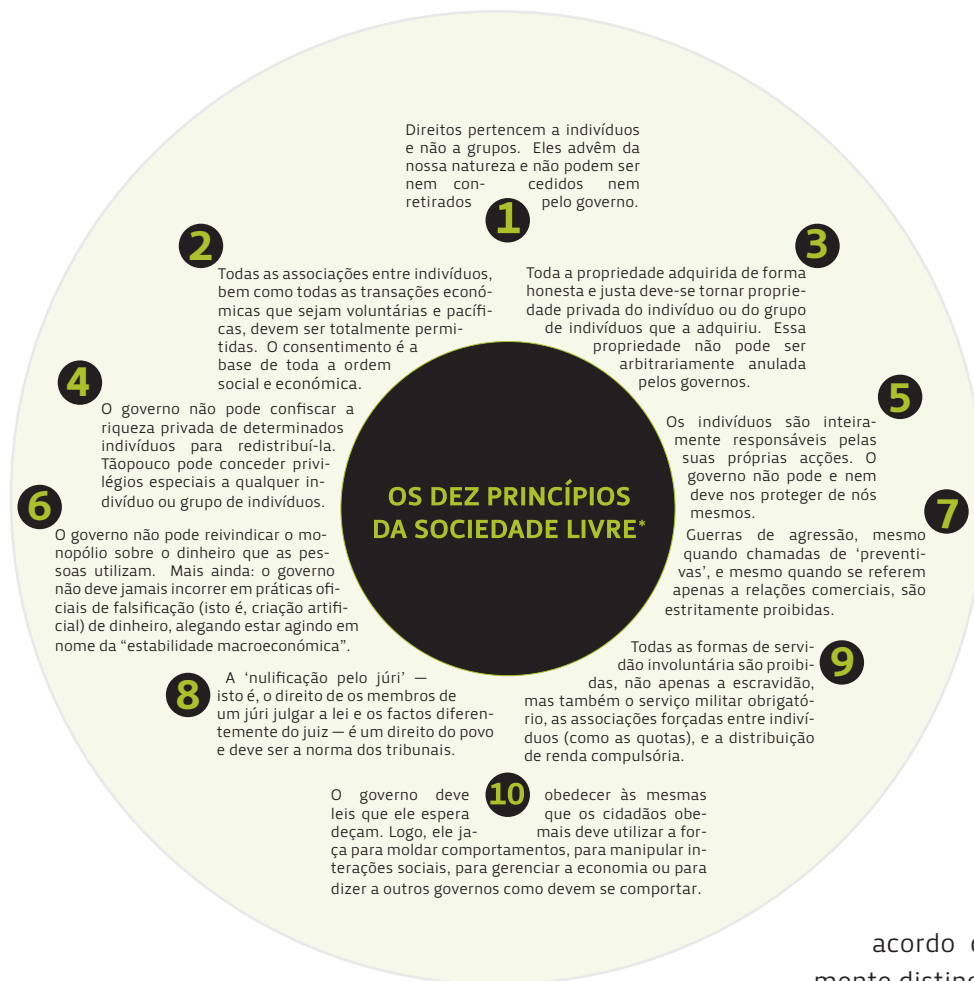 Direitos pertencem a indivíduos
e não a grupos. Eles advêm da
nossa natureza e não podem ser
nem con- cedidos nem
retirados pelo governo.
1
2
Todas as associações entre indivíduos,
bem como todas as transações econó-
micas que sejam voluntárias e pacífi-
cas, devem ser totalmente permi-
tidas. O consentimento é a
base de toda a ordem
social e económica.
3
Toda a propriedade adquirida de forma
honesta e justa deve-se tornar proprie-
dade privada do indivíduo ou do grupo
de indivíduos que a adquiriu. Essa
propriedade não pode ser
arbitrariamente anulada
pelos governos.
4
O governo não pode confiscar a
riqueza privada de determinados
indivíduos para redistribuí-la.
Tãopouco pode conceder privi-
légios especiais a qualquer in-
divíduo ou grupo de indivíduos.
5
Os indivíduos são inteira-
mente responsáveis pelas
suas próprias acções. O
governo não pode e nem
deve nos proteger de nós
mesmos.
OS DEZ PRINCÍPIOS
DA SOCIEDADE LIVRE*
6
O governo não pode reivindicar o mo-
nopólio sobre o dinheiro que as pes-
soas utilizam. Mais ainda: o governo
não deve jamais incorrer em práticas ofi-
ciais de falsificação (isto é, criação artifi-
cial) de dinheiro, alegando estar agindo em
nome da “estabilidade macroeconómica”.
7
Guerras de agressão, mesmo
quando chamadas de ‘preventi-
vas’, e mesmo quando se referem
apenas a relações comerciais, são
estritamente proibidas.
8
A ‘nulificação pelo júri’ —
isto é, o direito de os membros de
um júri julgar a lei e os factos diferen-
temente do juiz — é um direito do povo
e deve ser a norma dos tribunais.
9
Todas as formas de servi-
dão involuntária são proibi-
das, não apenas a escravidão,
mas também o serviço militar obrigató-
rio, as associações forçadas entre indiví-
duos (como as quotas), e a distribuição
de renda compulsória.
10
O governo deve obedecer às mesmas
leis que ele espera que os cidadãos obe-
deçam. Logo, ele ja- mais deve utilizar a for-
ça para moldar comportamentos, para manipular in-
terações sociais, para gerenciar a economia ou para
dizer a outros governos como devem se comportar.
acordo